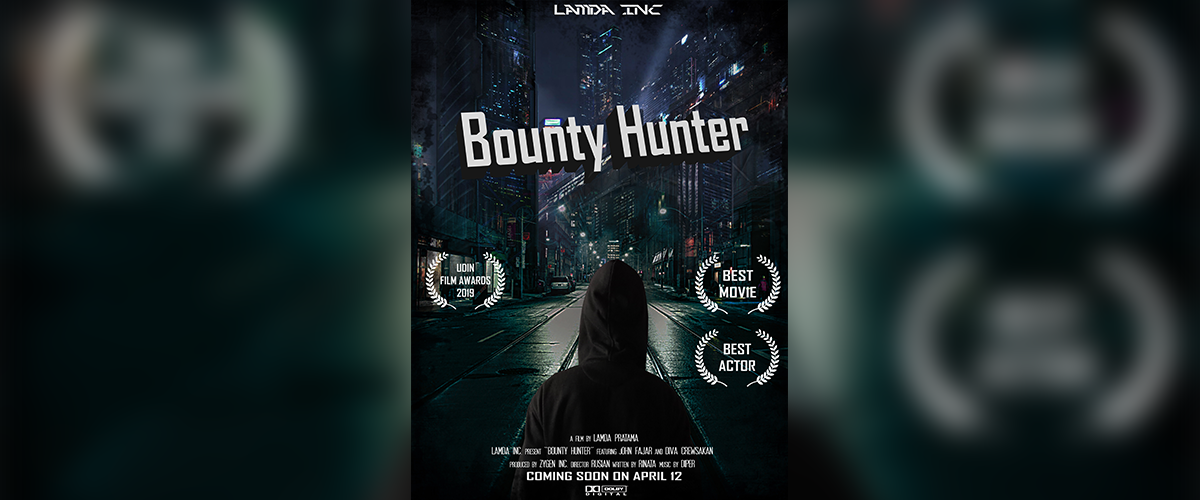 LAMDA INC
Bounty Hunter
UDIN
FILM AWARDS
2019
BEST
MOVIE
BEST
ACTOR
A FILM BY LAMDA PRATAMA
LAMDA INC PRESENT "BOUNTY HUNTER" FEATURING JOHN FAJAR AND DIVA CREWSAKAN
PRODUCED BY ZYGEN INC DIRECTOR RUSIAN WRITTEN BY RINATA MUSIC BY DIPER
COMING SOON ON APRIL 12
DOLBY
DIGITAL